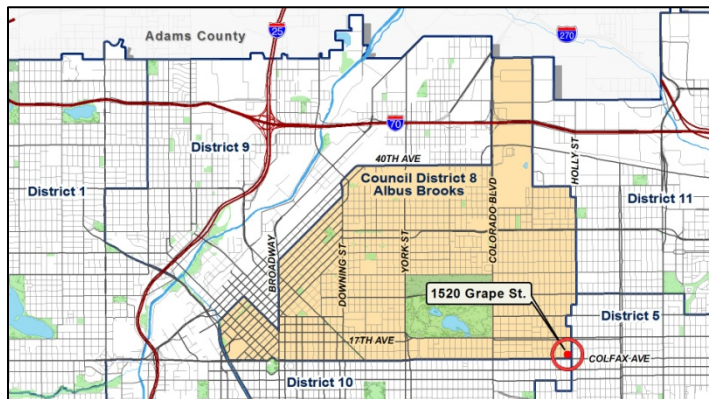 Adams County
25
270
District 9
70
40TH AVE
HOLLY ST
Council District 8
Albus Brooks
District 1
District 11
BROADWAY
DOWNING ST
YORK ST
COLORADO BLVD
1520 Grape St.
District 5
17TH AVE
COLFAX AVE
District 10